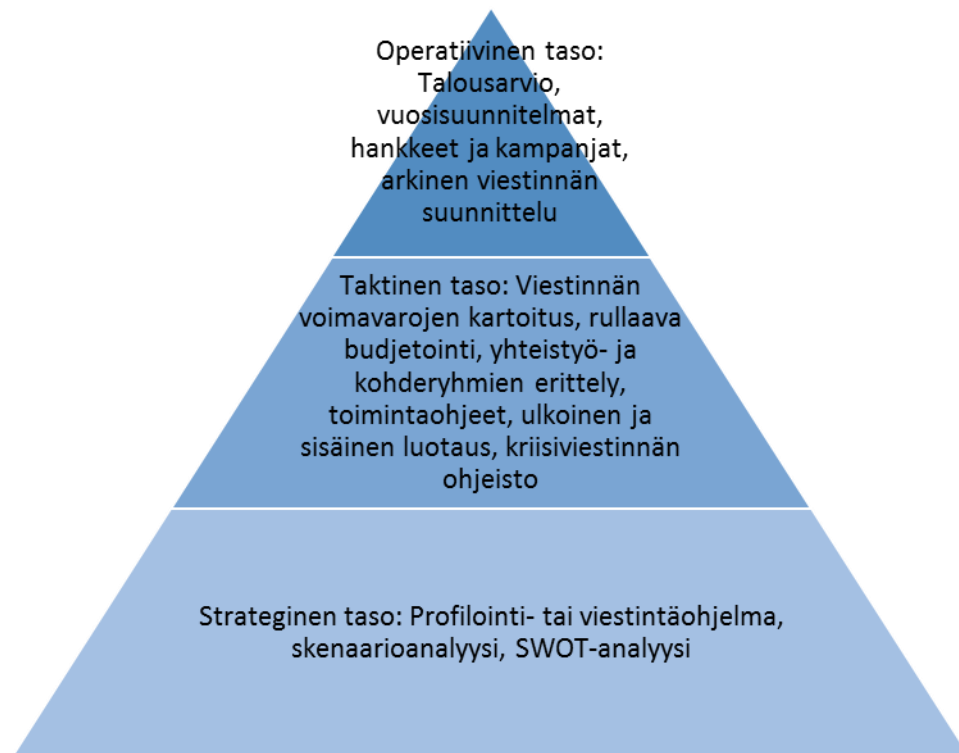 Operatiivinen taso:
Talousarvio,
vuosisuunnitelmat,
hankkeet ja kampanjat,
arkinen viestinnän
suunnittelu
Taktinen taso: Viestinnän
voimavarojen kartoitus, rullaava
budjetointi, yhteistyö- ja
kohderyhmien erittely,
toimintaohjeet, ulkoinen ja
sisäinen luotaus, kriisiviestinnän
ohjeisto
Strateginen taso: Profilointi- tai viestintäohjelma,
skenaarioanalyysi, SWOT-analyysi